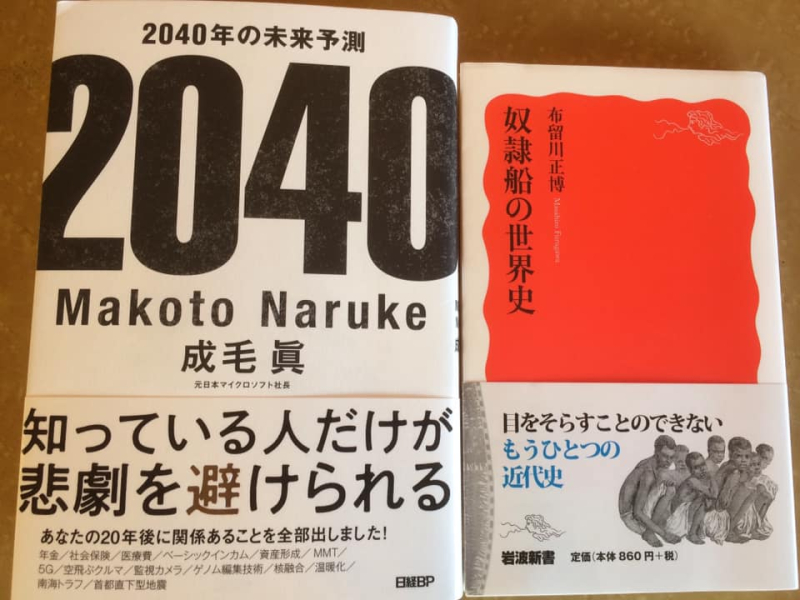 2040年の未来予測
2040
Makoto Naruke
成毛 眞
元日本マイクロソフト社長
知っている人だけが
悲劇を避けられる
あなたの20年後に関係あることを全部出しました!
年金/社会保険/医療費/ベーシックインカム/資産形成/MMT/
5G/空飛ぶクルマ/監視カメラ/ゲノム編集技術/核融合/温暖化/
南海トラフ/首都直下型地震
日経BP
布留川正博
Masahiro Furugawa
奴隷船の世界史
目をそらすことのできない
もうひとつの
近代史
岩波新書
定価(本体860円+税)